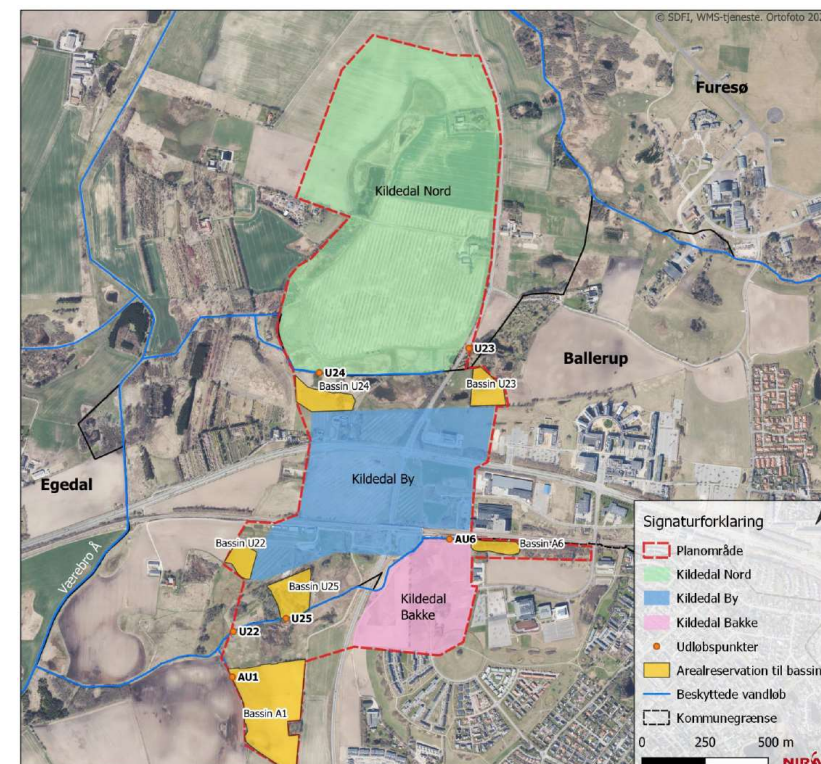 © SDFI, WMS-tjeneste. Ortofoto 20
Furesø
Kildedal Nord
U23
Ballerup
U24
Bassin U24
Bassin U23
Kildedal By
Egedal
AU6
Bassin A6
Bassin U22
Bassin U25
Værebro Å
Kildedal
Bakke
U25
U22
AU1
Bassin A1
Signaturforklaring
Planområde
Kildedal Nord
Kildedal By
Kildedal Bakke
Udløbspunkter
Arealreservation til bassin
Beskyttede vandløb
Kommunegrænse
0 250 500 m